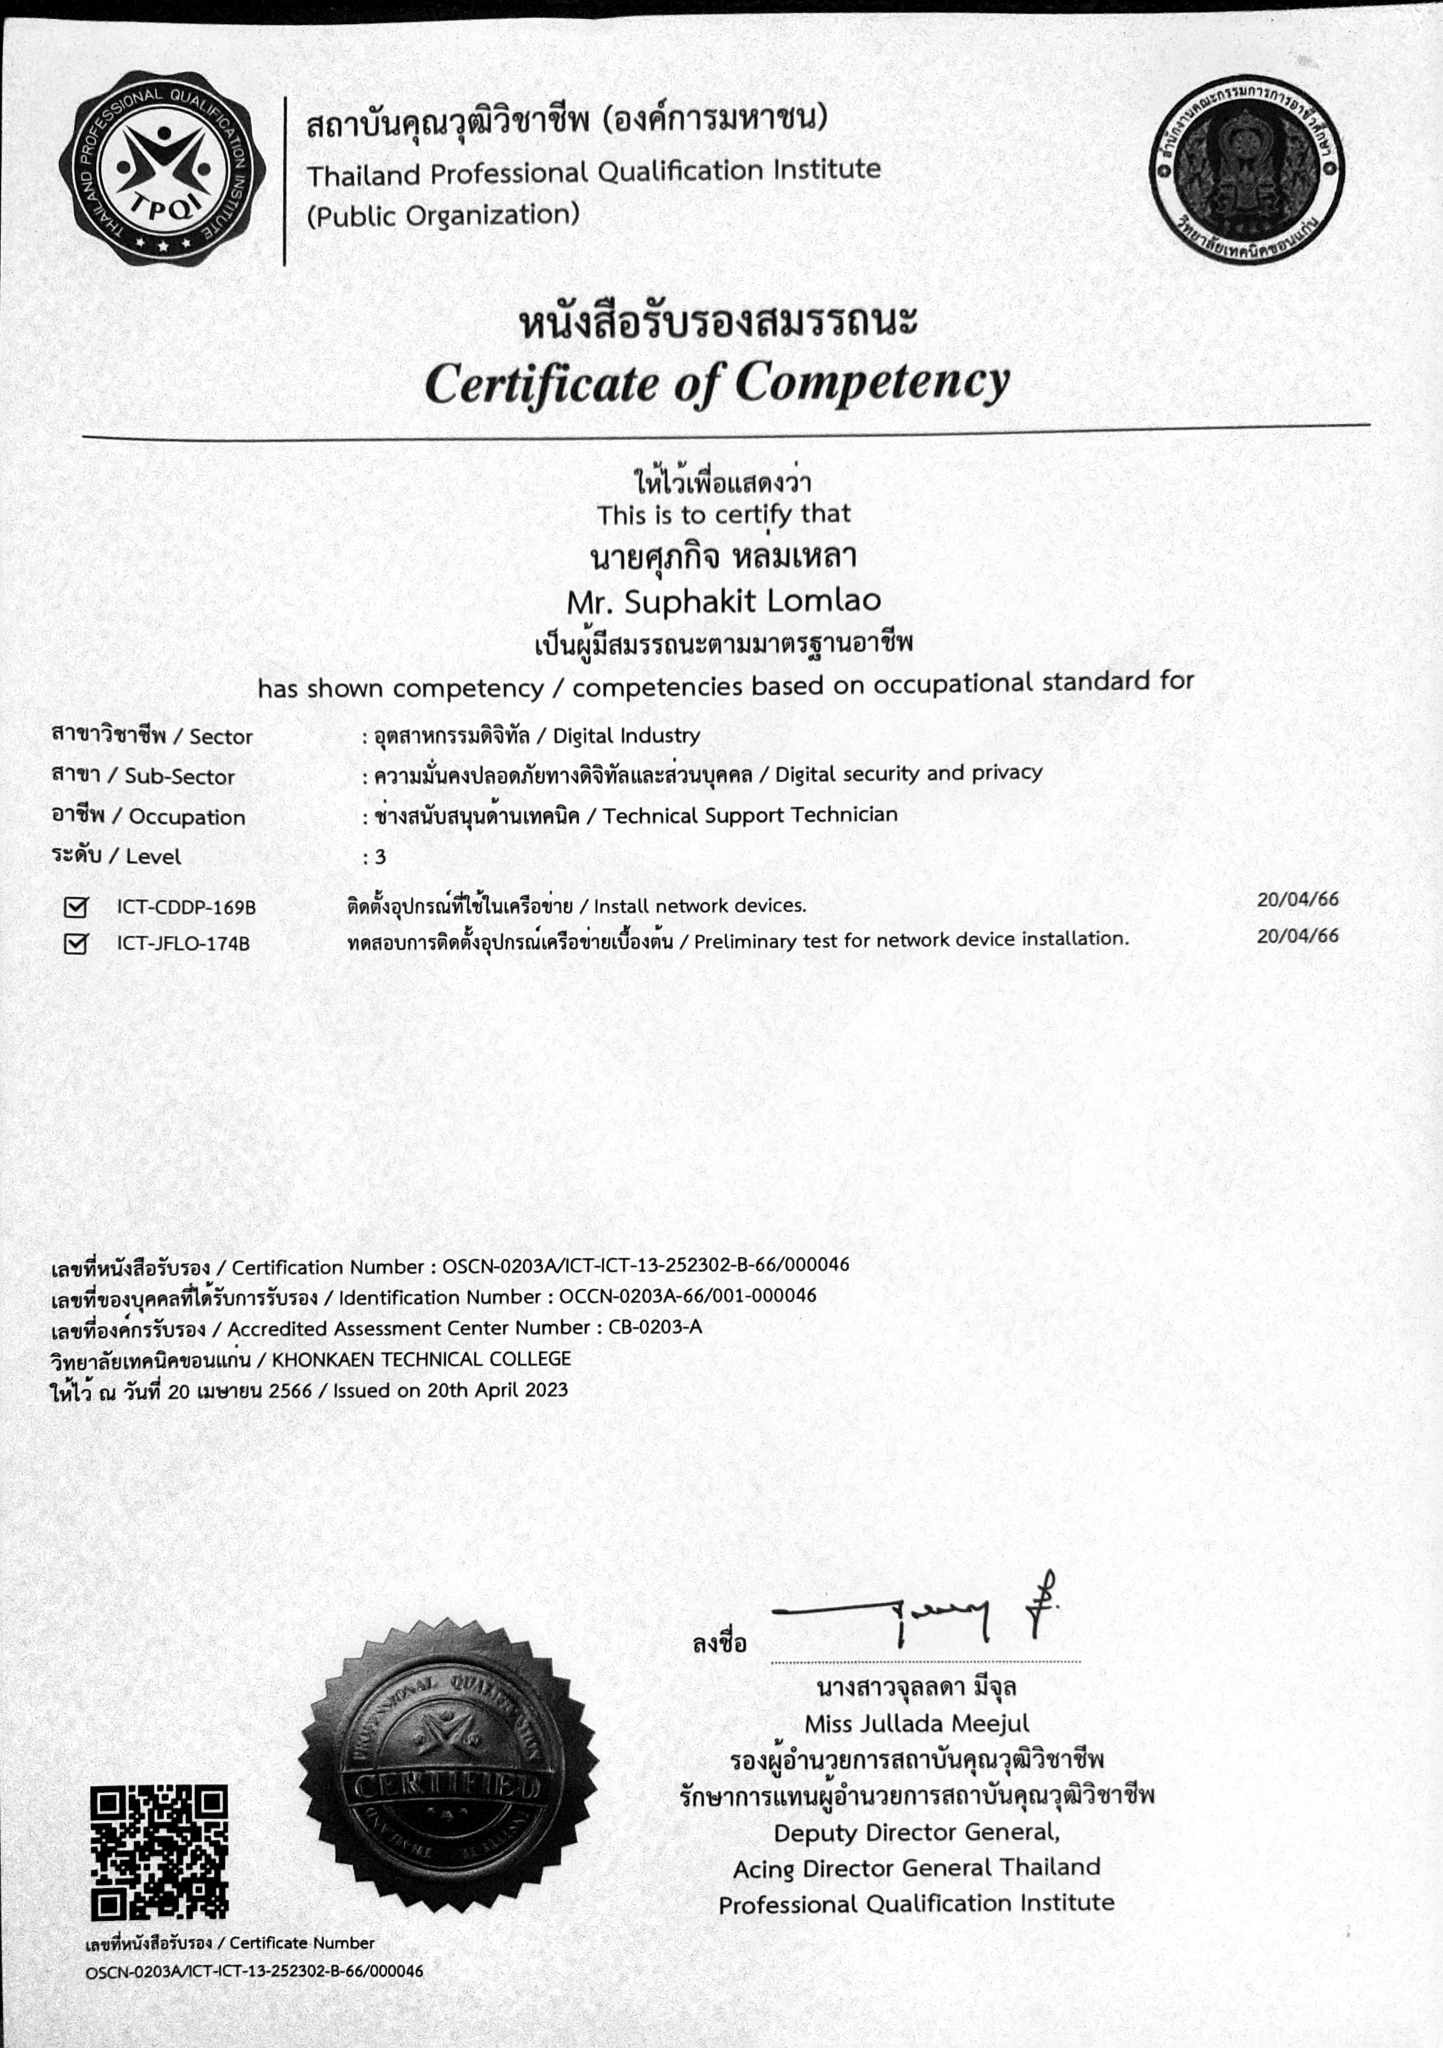 THAILAND PROFESSIONAL QUALIFICATION INSTITUTE
TPQI
สถาบันคุณวุฒิวิชาชีพ (องค์การมหาชน)
Thailand Professional Qualification Institute
(Public Organization)
สำนักงานคณะกรรมการการอาชีวศึกษา
วิทยาลัยเทคนิคขอนแก่น
หนังสือรับรองสมรรถนะ
Certificate of Competency
ให้ไว้เพื่อแสดงว่า
This is to certify that
นายศุภกิจ หล่มเหลา
Mr. Suphakit Lomlao
เป็นผู้มีสมรรถนะตามมาตรฐานอาชีพ
has shown competency / competencies based on occupational standard for
สาขาวิชาชีพ / Sector : อุตสาหกรรมดิจิทัล / Digital Industry
สาขา / Sub-Sector : ความมั่นคงปลอดภัยทางดิจิทัลและส่วนบุคคล / Digital security and privacy
อาชีพ / Occupation : ช่างสนับสนุนด้านเทคนิค / Technical Support Technician
ระดับ / Level : 3
ICT-CDDP-169B ติดตั้งอุปกรณ์ที่ใช้ในเครือข่าย / Install network devices. 20/04/66
ICT-JFLO-174B ทดสอบการติดตั้งอุปกรณ์เครือข่ายเบื้องต้น / Preliminary test for network device installation. 20/04/66
เลขที่หนังสือรับรอง / Certification Number : OSCN-0203A/ICT-ICT-13-252302-B-66/000046
เลขที่ของบุคคลที่ได้รับการรับรอง / Identification Number : OCCN-0203A-66/001-000046
เลขที่องค์กรรับรอง / Accredited Assessment Center Number : CB-0203-A
วิทยาลัยเทคนิคขอนแก่น / KHONKAEN TECHNICAL COLLEGE
ให้ไว้ ณ วันที่ 20 เมษายน 2566 / Issued on 20th April 2023
ลงชื่อ
นางสาวจุลลดา มีจุล
Miss Jullada Meejul
รองผู้อำนวยการสถาบันคุณวุฒิวิชาชีพ
รักษาการแทนผู้อำนวยการสถาบันคุณวุฒิวิชาชีพ
Deputy Director General,
Acing Director General Thailand
Professional Qualification Institute
PROFESSIONAL QUALIFICATION
CERTIFIED
เลขที่หนังสือรับรอง / Certificate Number
OSCN-0203A/ICT-ICT-13-252302-B-66/000046